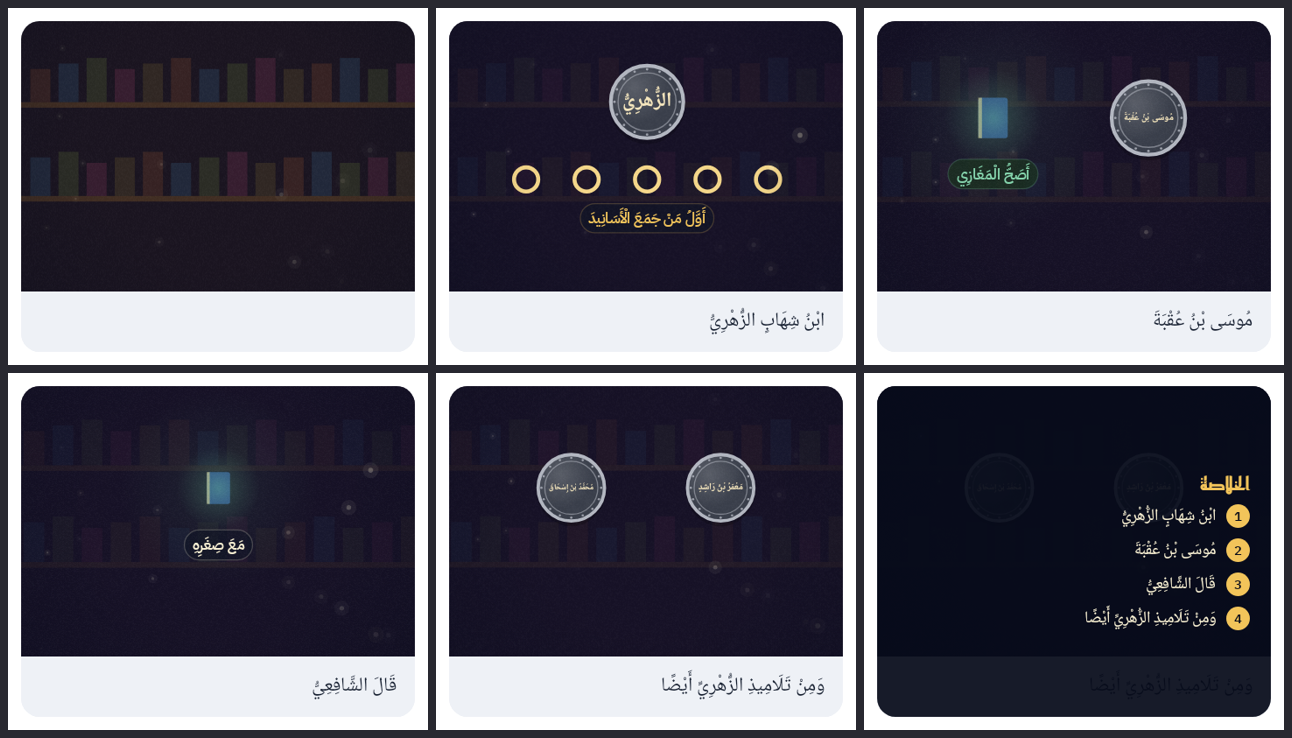 الزُّهْرِيُّ
أَوَّلُ مَنْ جَمَعَ الْأَسَانِيدَ
ابْنُ شِهَابٍ الزُّهْرِيُّ
مُوسَى بْنُ عُقْبَةَ
أَصَحُّ الْمَغَازِي
مُوسَى بْنُ عُقْبَةَ
مَعَ صِغَرِهِ
قَالَ الشَّافِعِيُّ
مَعْمَرُ بْنُ رَاشِدٍ
مُحَمَّدُ بْنُ إِسْحَاقَ
وَمِنْ تَلَامِيذِ الزُّهْرِيِّ أَيْضًا
الخلاصة
1 ابْنُ شِهَابٍ الزُّهْرِيُّ
2 مُوسَى بْنُ عُقْبَةَ
3 قَالَ الشَّافِعِيُّ
4 وَمِنْ تَلَامِيذِ الزُّهْرِيِّ أَيْضًا
وَمِنْ تَلَامِيذِ الزُّهْرِيِّ أَيْضًا